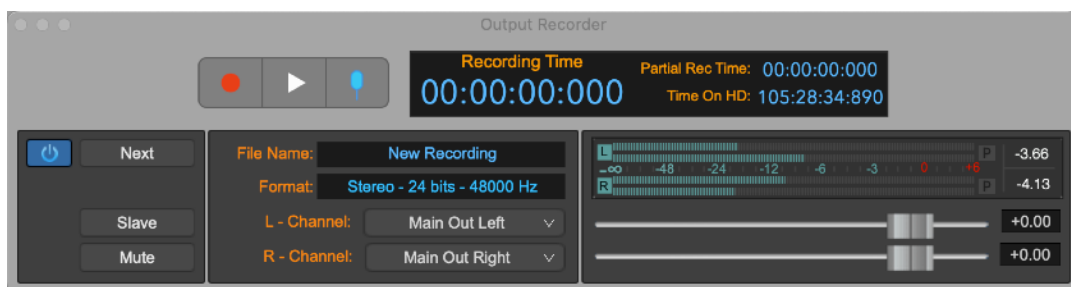 Output Recorder
Recording Time
00:00:00:000
Partial Rec Time: 00:00:00:000
Time On HD: 105:28:34:890
Next
Slave
Mute
File Name: New Recording
Format: Stereo - 24 bits - 48000 Hz
L - Channel: Main Out Left
R - Channel: Main Out Right
L P -3.66
-∞ -48 -24 -12 -6 -3 0 +6
R P -4.13
+0.00
+0.00